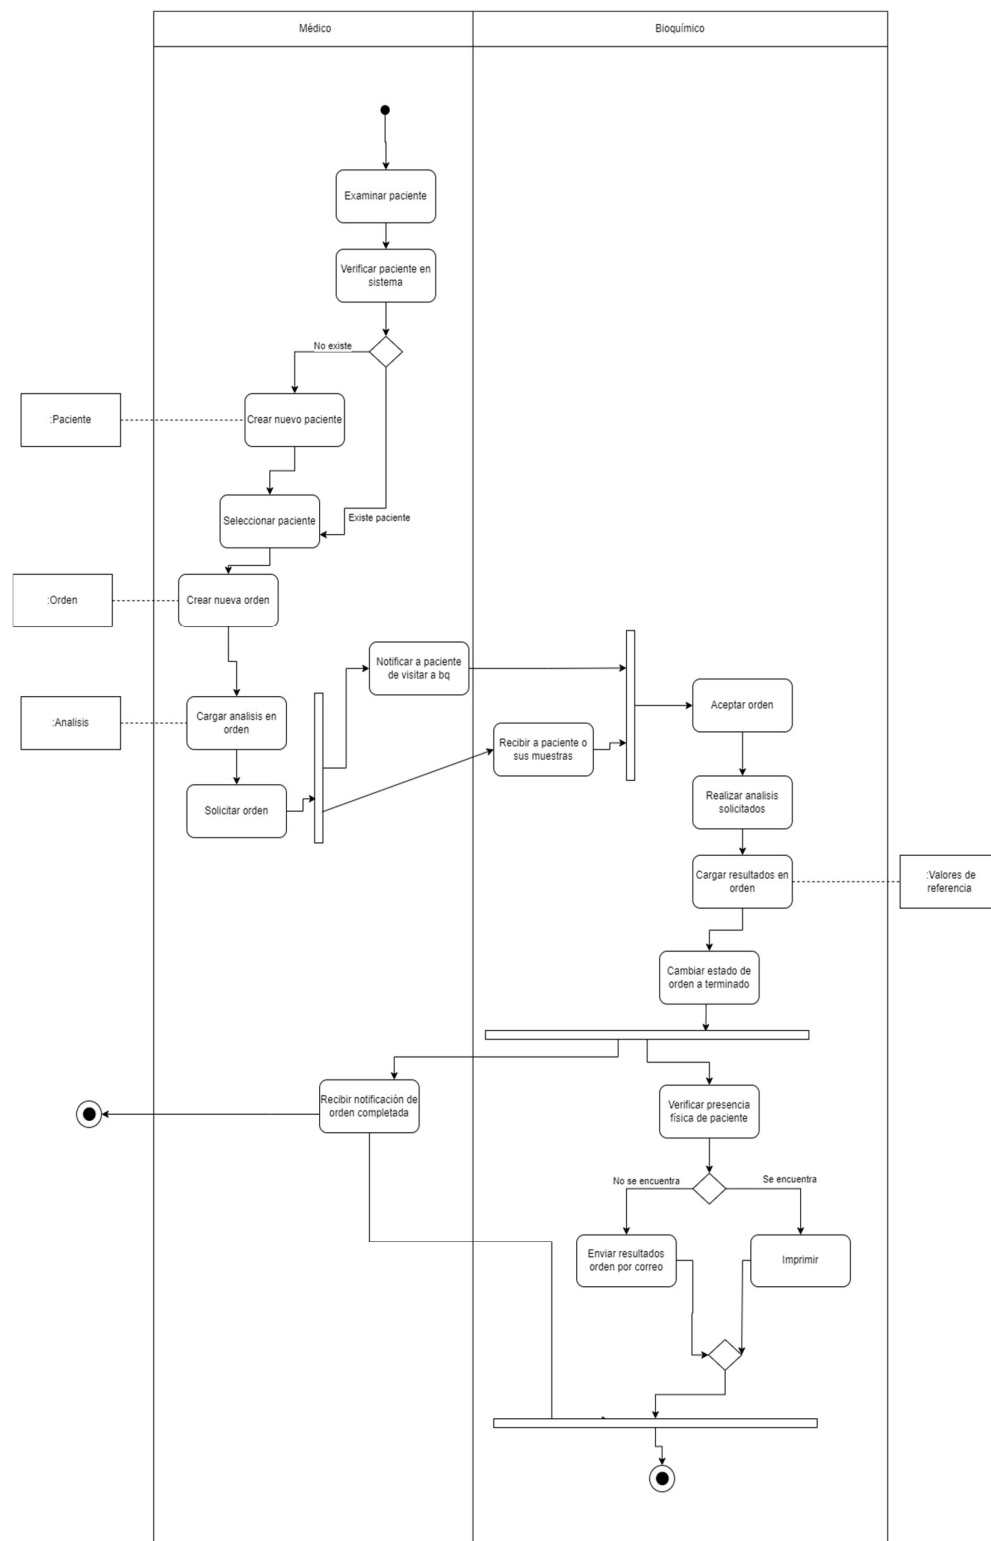 Médico
Bioquímico
Examinar paciente
Verificar paciente en
sistema
No existe
:Paciente
Crear nuevo paciente
Seleccionar paciente
Existe paciente
:Orden
Crear nueva orden
Notificar a paciente
de visitar a bq
:Analisis
Cargar analisis en
orden
Aceptar orden
Recibir a paciente o
sus muestras
Solicitar orden
Realizar analisis
solicitados
Cargar resultados en
orden
:Valores de
referencia
Cambiar estado de
orden a terminado
Recibir notificación de
orden completada
Verificar presencia
física de paciente
No se encuentra
Se encuentra
Enviar resultados
orden por correo
Imprimir